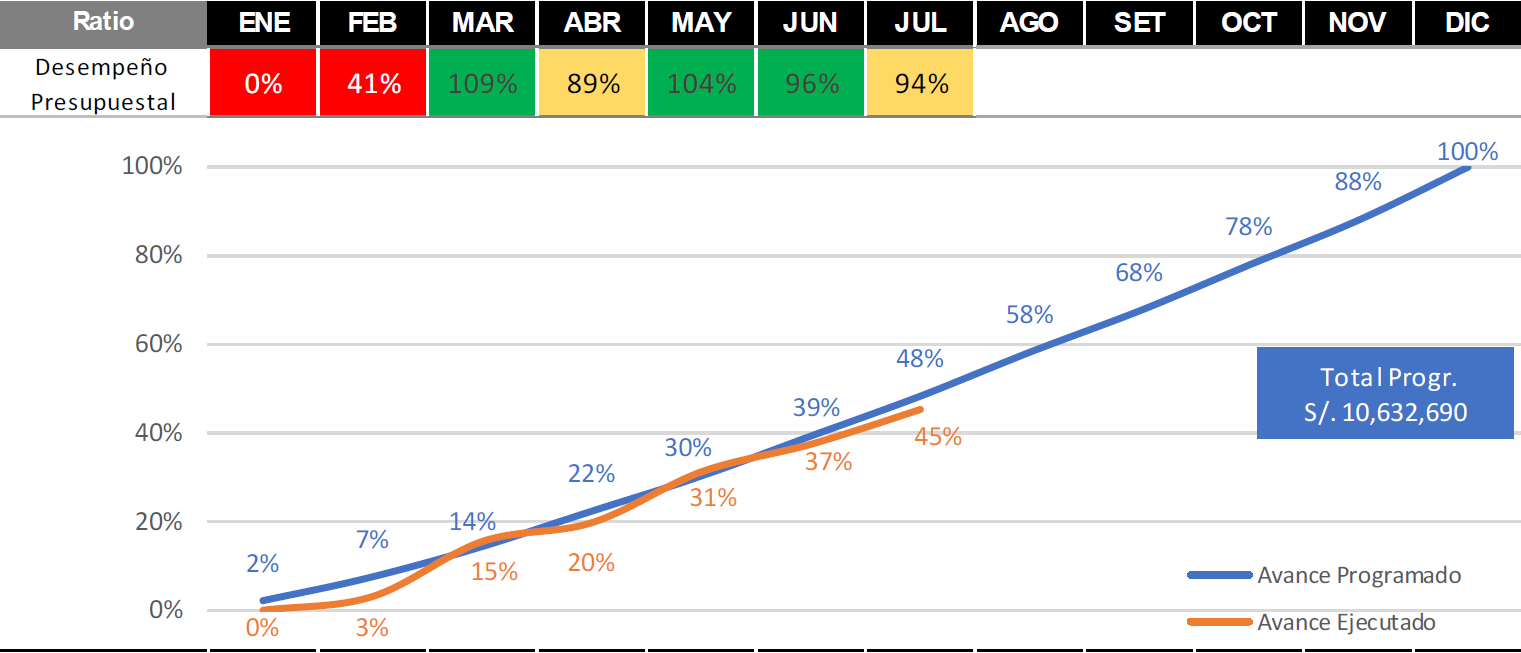 Ratio ENE FEB MAR ABR MAY JUN JUL AGO SET OCT NOV DIC
Desempeño
Presupuestal
0% 41% 109% 89% 104% 96% 94%
100%
80%
60%
40%
20%
0%
2% 7% 14% 22% 30% 39% 48% 58% 68% 78% 88% 100%
0% 3% 15% 20% 31% 37% 45%
Total Progr.
S/. 10,632,690
Avance Programado
Avance Ejecutado